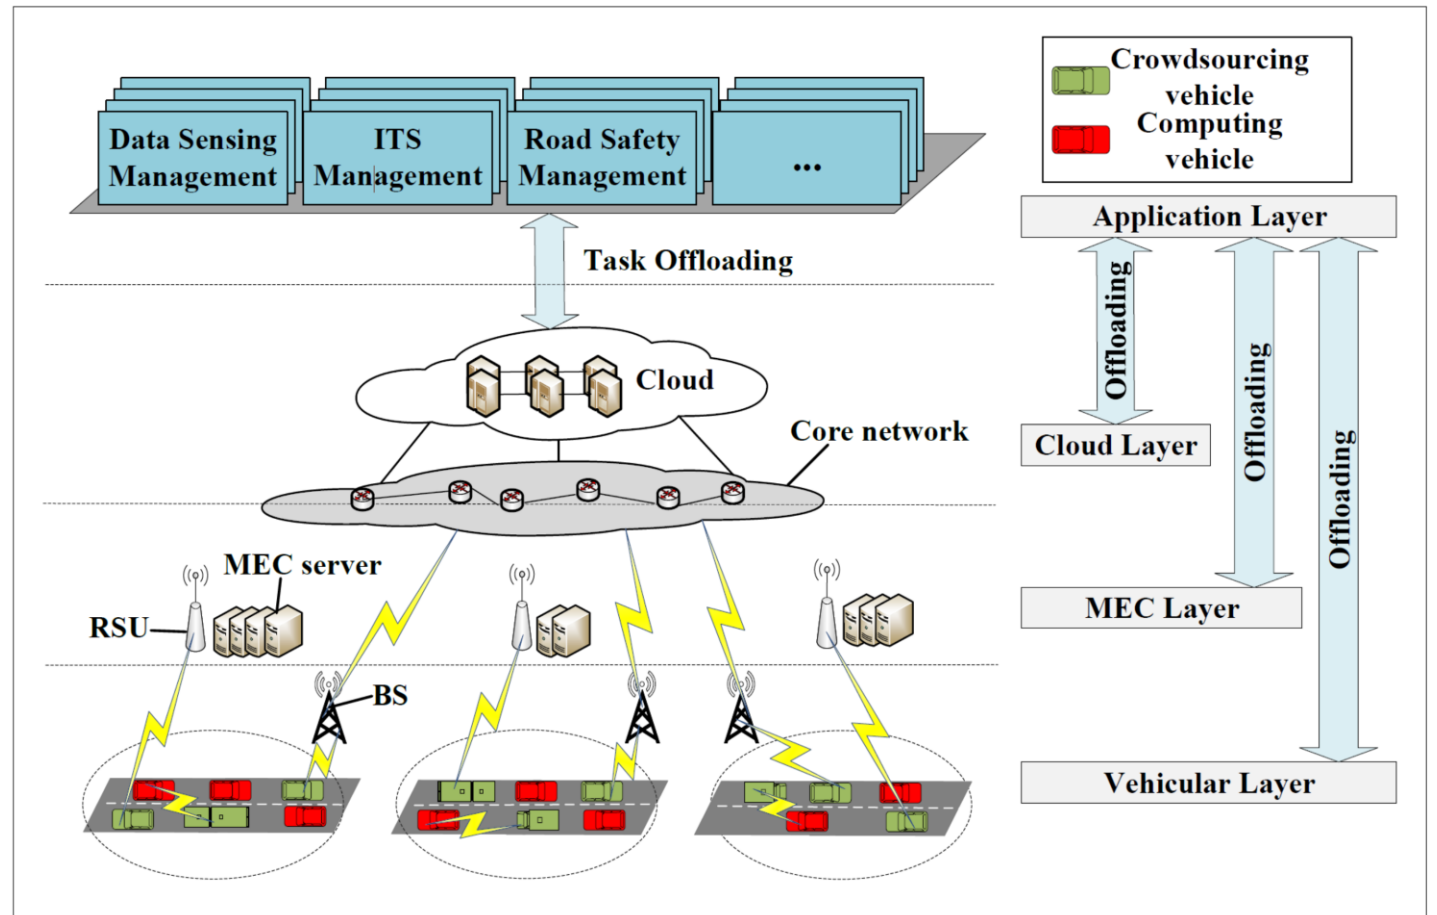 Data Sensing
Management
ITS
Management
Road Safety
Management
...
Crowdsourcing
vehicle
Computing
vehicle
Application Layer
Task Offloading
Offloading
Offloading
Offloading
Cloud
Core network
Cloud Layer
MEC server
RSU
MEC Layer
BS
Vehicular Layer